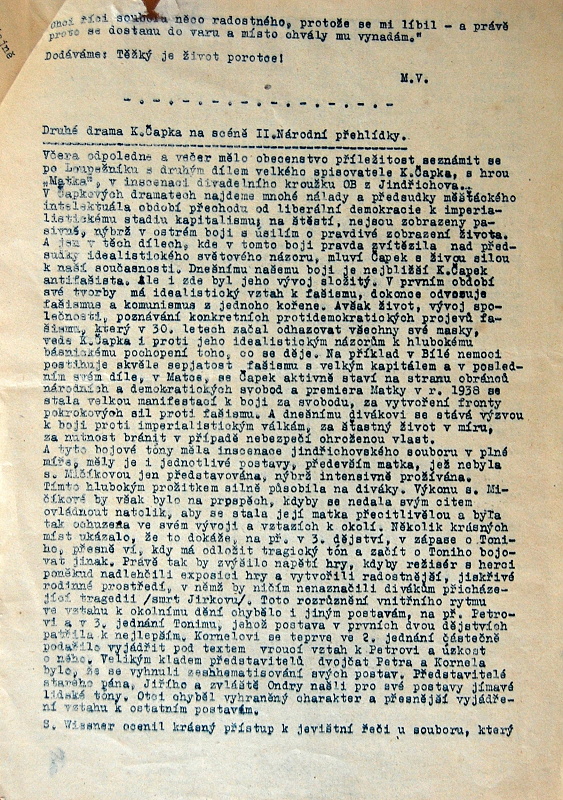 chci říci souboru něco radostného, protože se mi líbil - a právě
proto se dostanu do varu a místo chvály mu vynadám."
Dodáváme: Těžký je život porotce!
M.V.
-.-.-.-.-.-.-.-.-.-
Druhé drama K.Čapka na scéně II.Národní přehlídky.
Včera odpoledne a večer mělo obecenstvo příležitost seznámit se
po Loupežníku s druhým dílem velkého spisovatele K.Čapka, s hrou
„Matka", v inscenaci divadelního kroužku OB z Jindřichova..
V Čapkových dramatech najdeme mnohé nálady a předsudky měšťáckého
intelektuála období přechodu od liberální demokracie k imperia-
listickému stadiu kapitalismu, na štěstí, nejsou zobrazeny pa-
sivně, nýbrž v ostrém boji s úsilím o pravdivé zobrazení života.
A jen v těch dílech, kde v tomto boji pravda zvítězila nad před-
sudky idealistického světového názoru, mluví Čapek s živou silou
k naší současnosti. Dnešnímu našemu boji je nejbližší K.Čapek
antifašista. Ale i zde byl jeho vývoj složitý. V prvním období
své tvorby má idealistický vztah k fašismu, dokonce odvozuje
fašismus a komunismus z jednoho kořene. Avšak život, vývoj spo-
lečnosti, poznávání konkretních protidemokratických projevů fa-
šismu, který v 30. letech začal odhazovat všechny své masky,
vede K.Čapka i proti jeho idealistickým názorům k hlubokému
básnickému pochopení toho, co se děje. Na příklad v Bílé nemoci
postihuje skvěle sepjatost fašismu s velkým kapitálem a v posled-
ním svém díle, v Matce, se Čapek aktivně staví na stranu obránců
národních a demokratických svobod a premiera Matky v r. 1938 se
stala velkou manifestací k boji za svobodu, za vytvoření fronty
pokrokových sil proti fašismu. A dnešnímu divákovi se stává výzvou
k boji proti imperialistickým válkám, za šťastný život v míru,
za nutnost bránit v případě nebezpečí ohroženou vlast.
A tyto bojové tóny měla inscenace jindřichovského souboru v plné
míře, měly je i jednotlivé postavy, především matka, jež nebyla
s. Mičíkovou jen představována, nýbrž intensivně prožívána.
Tímto hlubokým prožitkem silně působila na diváky. Výkonu s. Mi-
číkové by však bylo na prospěch, kdyby se nedala svým citem
ovládnout natolik, aby se stala její matka přecitlivělou a byla
tak ochuzena ve svém vývoji a vztazích k okolí. Několik krásných
míst ukázalo, že to dokáže, na př. v 3. dějství, v zápase o Toni-
ho, přesně ví, kdy má odložit tragický tón a začít o Toniho bojo-
vat jinak. Právě tak by zvýšilo napětí hry, kdyby režisér s herci
poněkud nadlehčili exposici hry a vytvořili radostnější, jiskřivé
rodinné prostředí, v němž by ničím nenaznačili divákům přicháze-
jící tragedii /smrt Jirkovu/. Toto rozrůznění vnitřního rytmu
ve vztahu k okolnímu dění chybělo i jiným postavám, na př. Petro-
vi a v 3. jednání Tonimu, jehož postava v prvních dvou dějstvích
patřila k nejlepším. Kornelovi se teprve ve 2. jednání částečně
podařilo vyjádřit pod textem vroucí vztah k Petrovi a úzkost
o něho. Velikým kladem představitelů dvojčat Petra a Kornela
bylo, že se vyhnuli zeshhematisování svých postav. Představitelé
starého pána, Jiřího a zvláště Ondry našli pro své postavy jímavé
lidské tóny. Otci chyběl vyhraněný charakter a přesnější vyjádře-
ní vztahu k ostatním postavám.
S. Wissner ocenil krásný přístup k jevištní řeči u souboru, který